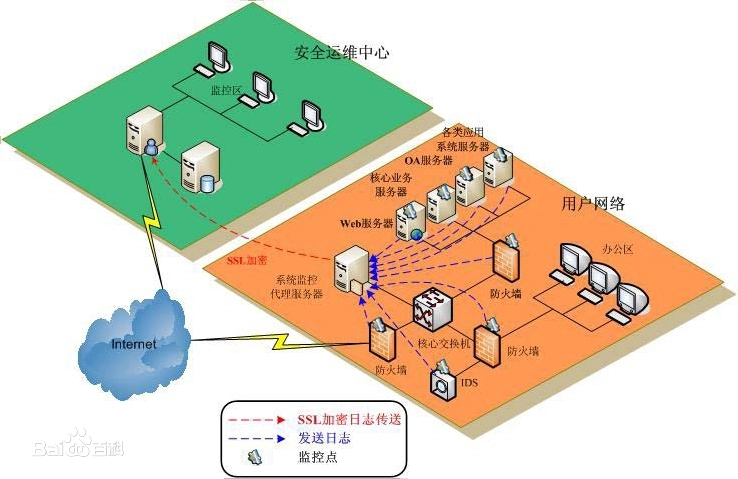 安全运维中心
监控区
各类应用
系统服务器
OA服务器
核心业务
服务器
Web服务器
用户网络
办公区
SSL加密
系统监控
代理服务器
防火墙
核心交换机
防火墙
防火墙
IDS
Internet
SSL加密日志传送
发送日志
监控点
Bai百科